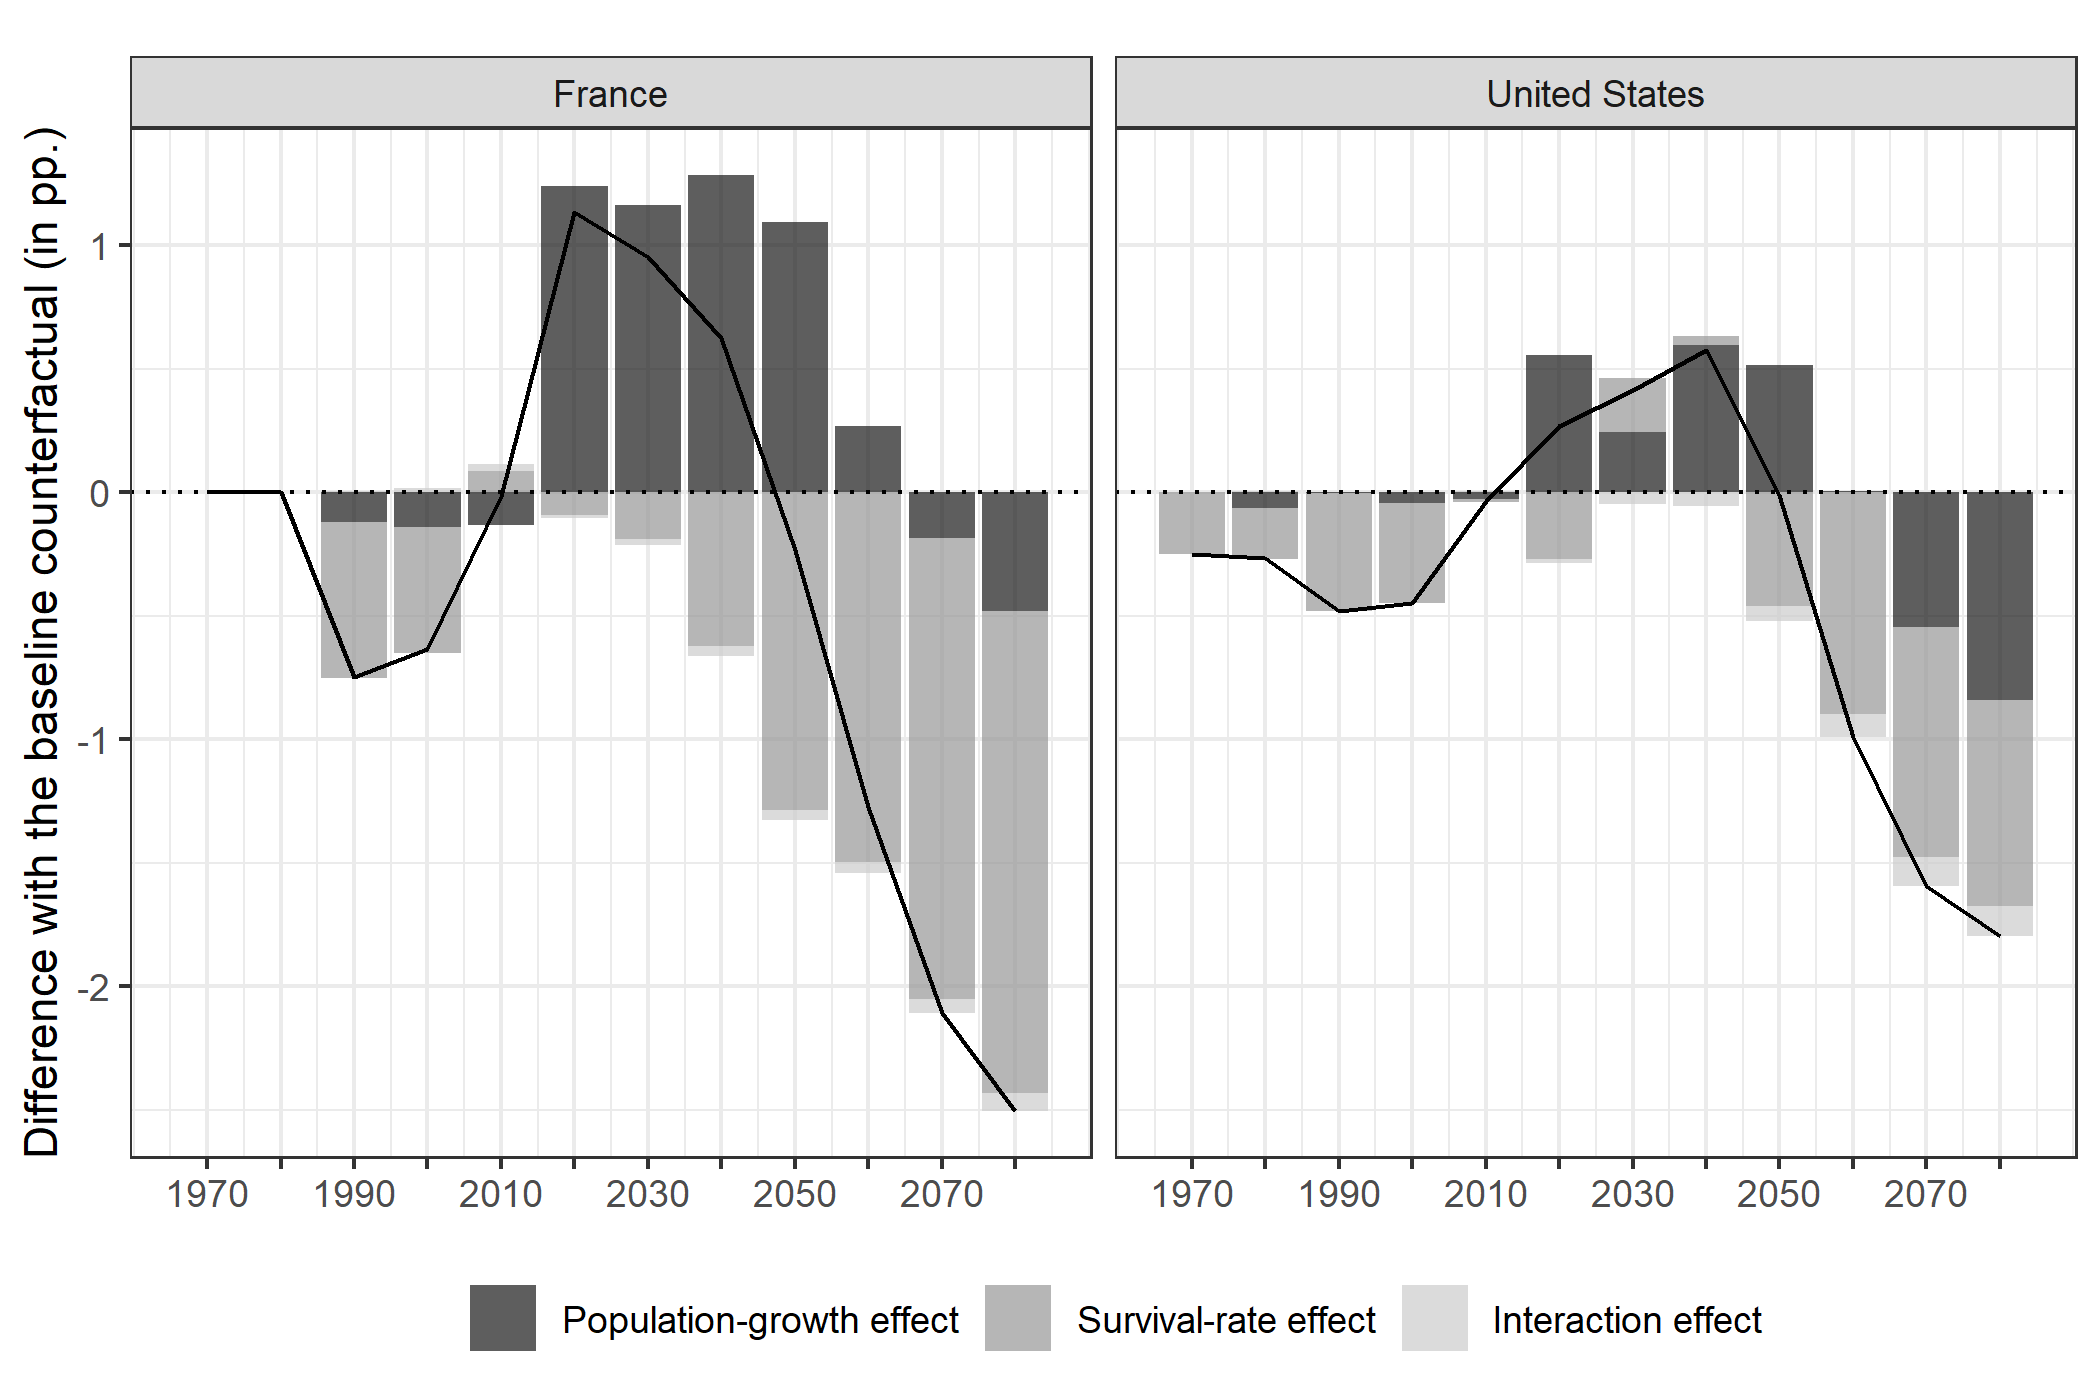 France
United States
Difference with the baseline counterfactual (in pp.)
1
0
-1
-2
1970 1990 2010 2030 2050 2070
1970 1990 2010 2030 2050 2070
Population-growth effect Survival-rate effect Interaction effect